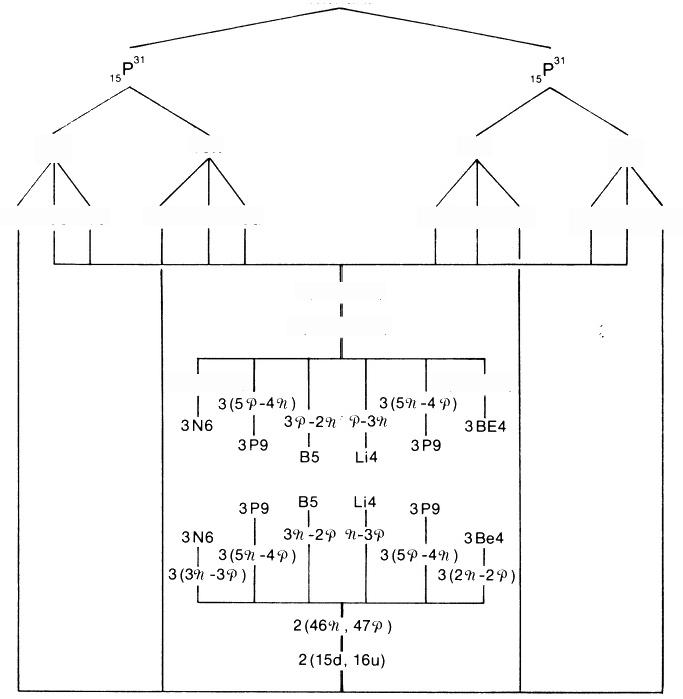 ₁₅P³¹ ₁₅P³¹
3(5𝓅-4𝓃) 3(5𝓃-4𝓅)
3N6 3𝓅-2𝓃 𝓅-3𝓃 3BE4
3P9 3P9
B5 Li4
B5 Li4
3P9 3P9
3N6 3𝓃-2𝓅 𝓃-3𝓅 3Be4
3(5𝓃-4𝓅) 3(5𝓅-4𝓃)
3(3𝓃-3𝓅) 3(2𝓃-2𝓅)
2(46𝓃, 47𝓅)
2(15d, 16u)